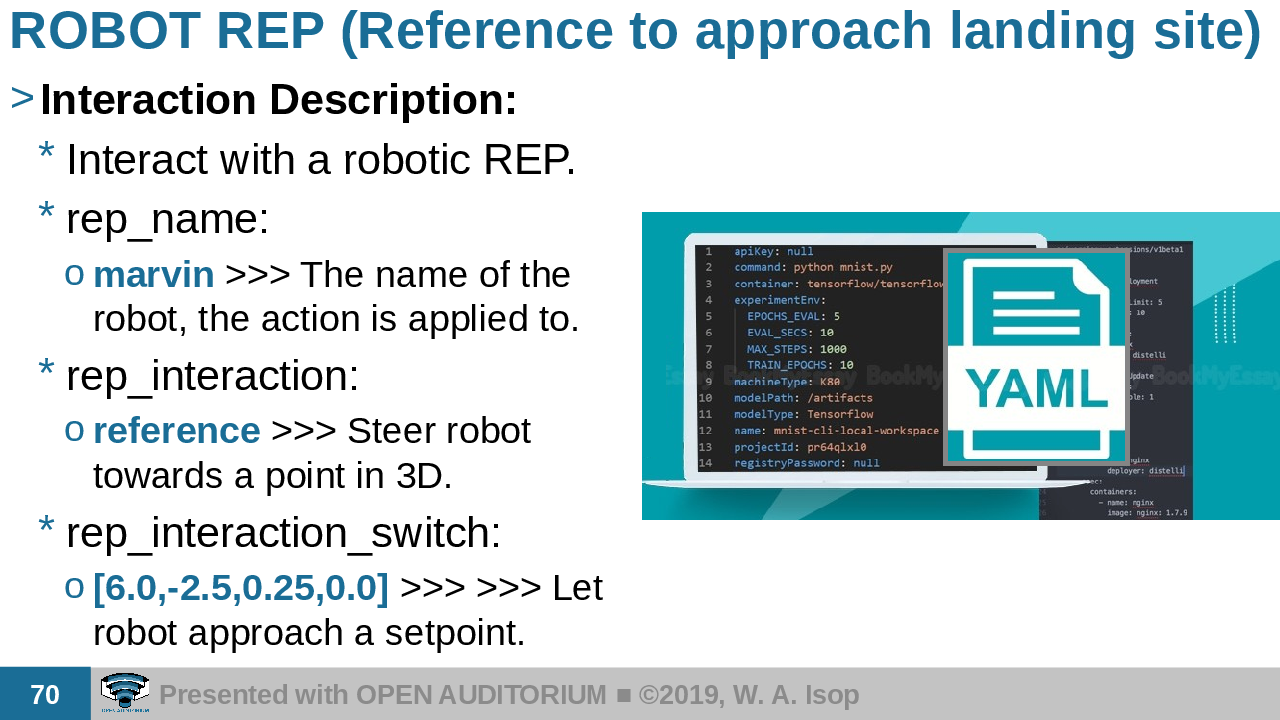 ROBOT REP (Reference to approach landing site)
> Interaction Description:
* Interact with a robotic REP.
* rep_name:
o marvin >>> The name of the
robot, the action is applied to.
* rep_interaction:
o reference >>> Steer robot
towards a point in 3D.
* rep_interaction_switch:
o [6.0,-2.5,0.25,0.0] >>> >>> Let
robot approach a setpoint.
1 apiKey: null
2 command: python mnist.py
3 container: tensorflow/tensorflow
4 experimentEnv:
5 EPOCHS_EVAL: 5
6 EVAL_SECS: 10
7 MAX_STEPS: 1000
8 TRAIN_EPOCHS: 10
9 machineType: K80
10 modelPath: /artifacts
11 modelType: Tensorflow
12 name: mnist-cli-local-workspace
13 projectId: pr64qlxl0
14 registryPassword: null
YAML
deployer: distelli
containers:
- name: nginx
image: nginx: 1.7.9
BookMyEssay
70
OPEN AUDITORIUM
Presented with OPEN AUDITORIUM ■ ©2019, W. A. Isop